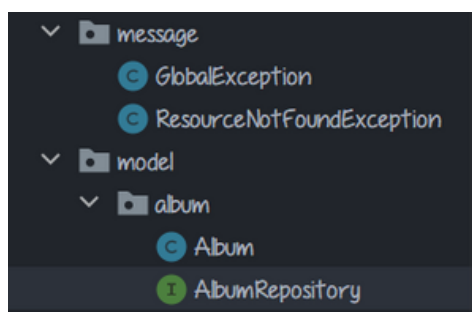 message
C GlobalException
C ResourceNotFoundException
model
album
C Album
I AlbumRepository